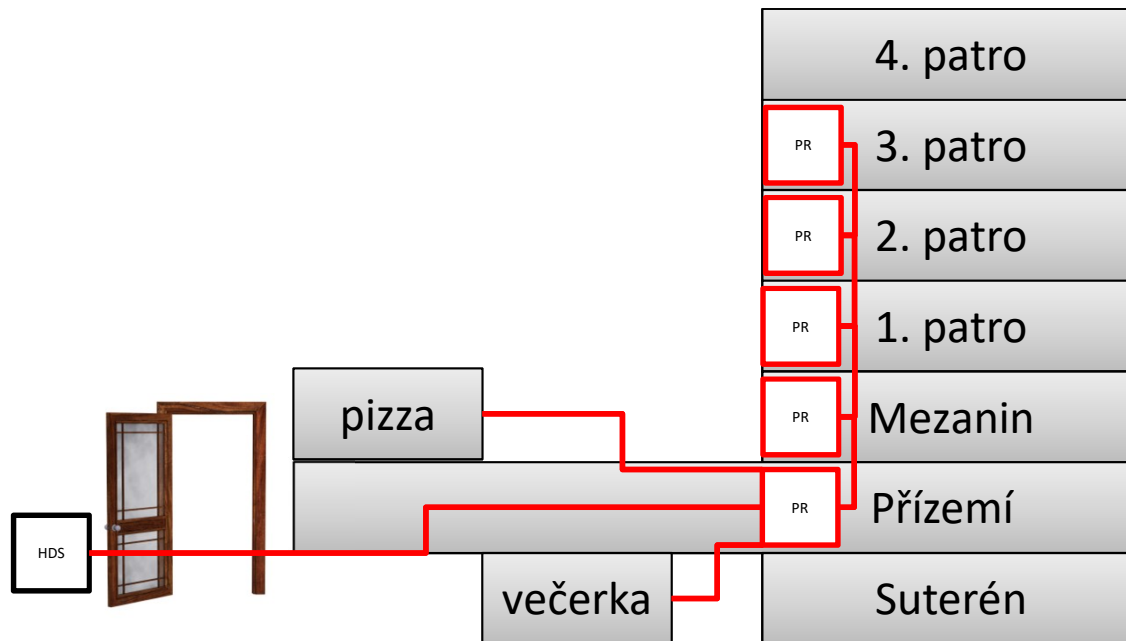 4. patro
PR
3. patro
PR
2. patro
PR
1. patro
pizza
PR
Mezanin
HDS
PR
Přízemí
večerka
Suterén